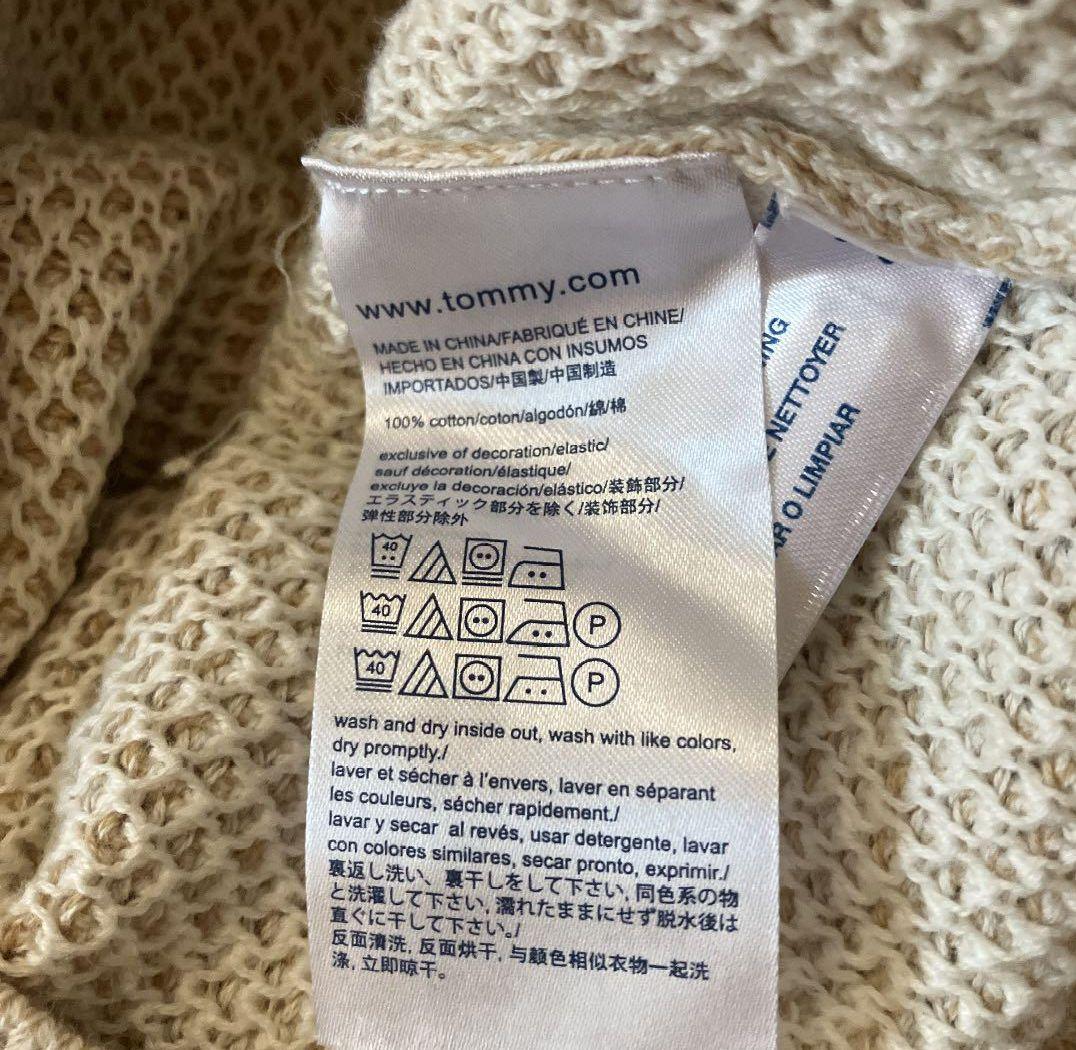 www.tommy.com
MADE IN CHINA/FABRIQUÉ EN CHINE/
HECHO EN CHINA CON INSUMOS
IMPORTADOS/中国製/中国制造
100% cotton/coton/algodón/綿/棉
exclusive of decoration/elastic/
sauf décoration/élastique/
excluye la decoración/elástico/装飾部分/
エラスティック部分を除く/装饰部分/
弹性部分除外
40
40 P
40 P
wash and dry inside out, wash with like colors,
dry promptly./
laver et sécher à l'envers, laver en séparant
les couleurs, sécher rapidement./
lavar y secar al revés, usar detergente, lavar
con colores similares, secar pronto, exprimir./
裏返し洗い、裏干しをして下さい, 同色系の物
と洗濯して下さい, 濡れたままにせず脱水後は
直ぐに干して下さい。/
反面清洗, 反面烘干, 与颜色相似衣物一起洗
涤, 立即晾干。
NETTOYER
O LIMPIAR